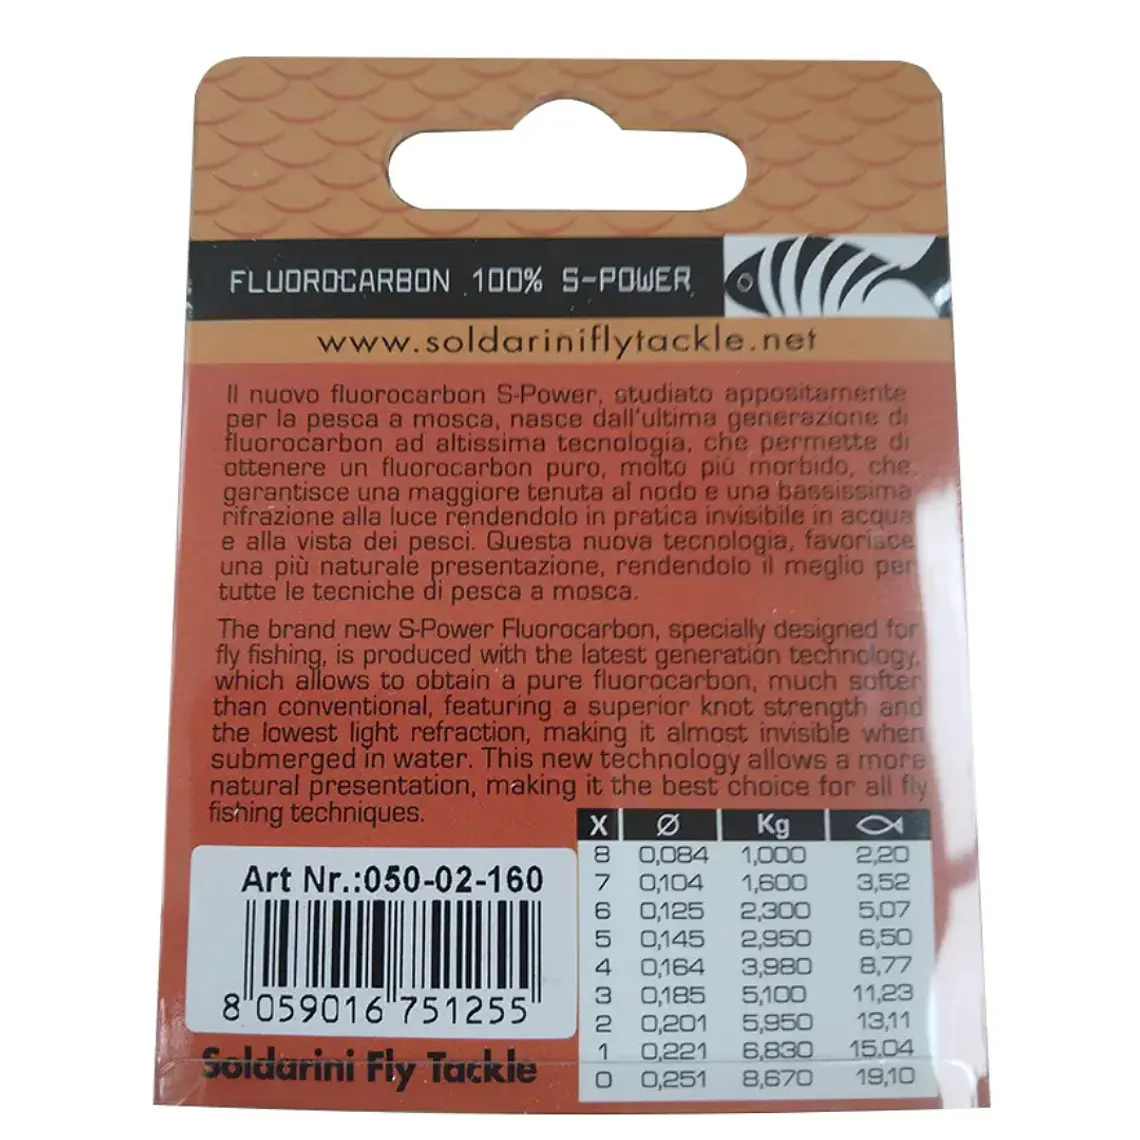 FLUOROCARBON 100% S-POWER
www.soldariniflytackle.net
Il nuovo fluorocarbon S-Power, studiato appositamente
per la pesca a mosca, nasce dall'ultima generazione di
fluorocarbon ad altissima tecnologia, che permette di
ottenere un fluorocarbon puro, molto più morbido, che
garantisce una maggiore tenuta al nodo e una bassissima
rifrazione alla luce rendendolo in pratica invisibile in acqua
e alla vista dei pesci. Questa nuova tecnologia, favorisce
una più naturale presentazione, rendendolo il meglio per
tutte le tecniche di pesca a mosca.
The brand new S-Power Fluorocarbon, specially designed for
fly fishing, is produced with the latest generation technology,
which allows to obtain a pure fluorocarbon, much softer
than conventional, featuring a superior knot strength and
the lowest light refraction, making it almost invisible when
submerged in water. This new technology allows a more
natural presentation, making it the best choice for all fly
fishing techniques.
X Ø Kg
8 0,084 1,000 2,20
7 0,104 1,600 3,52
6 0,125 2,300 5,07
5 0,145 2,950 6,50
4 0,164 3,980 8,77
3 0,185 5,100 11,23
2 0,201 5,950 13,11
1 0,221 6,830 15,04
0 0,251 8,670 19,10
Art Nr.:050-02-160
8 059016 751255
Soldarini Fly Tackle